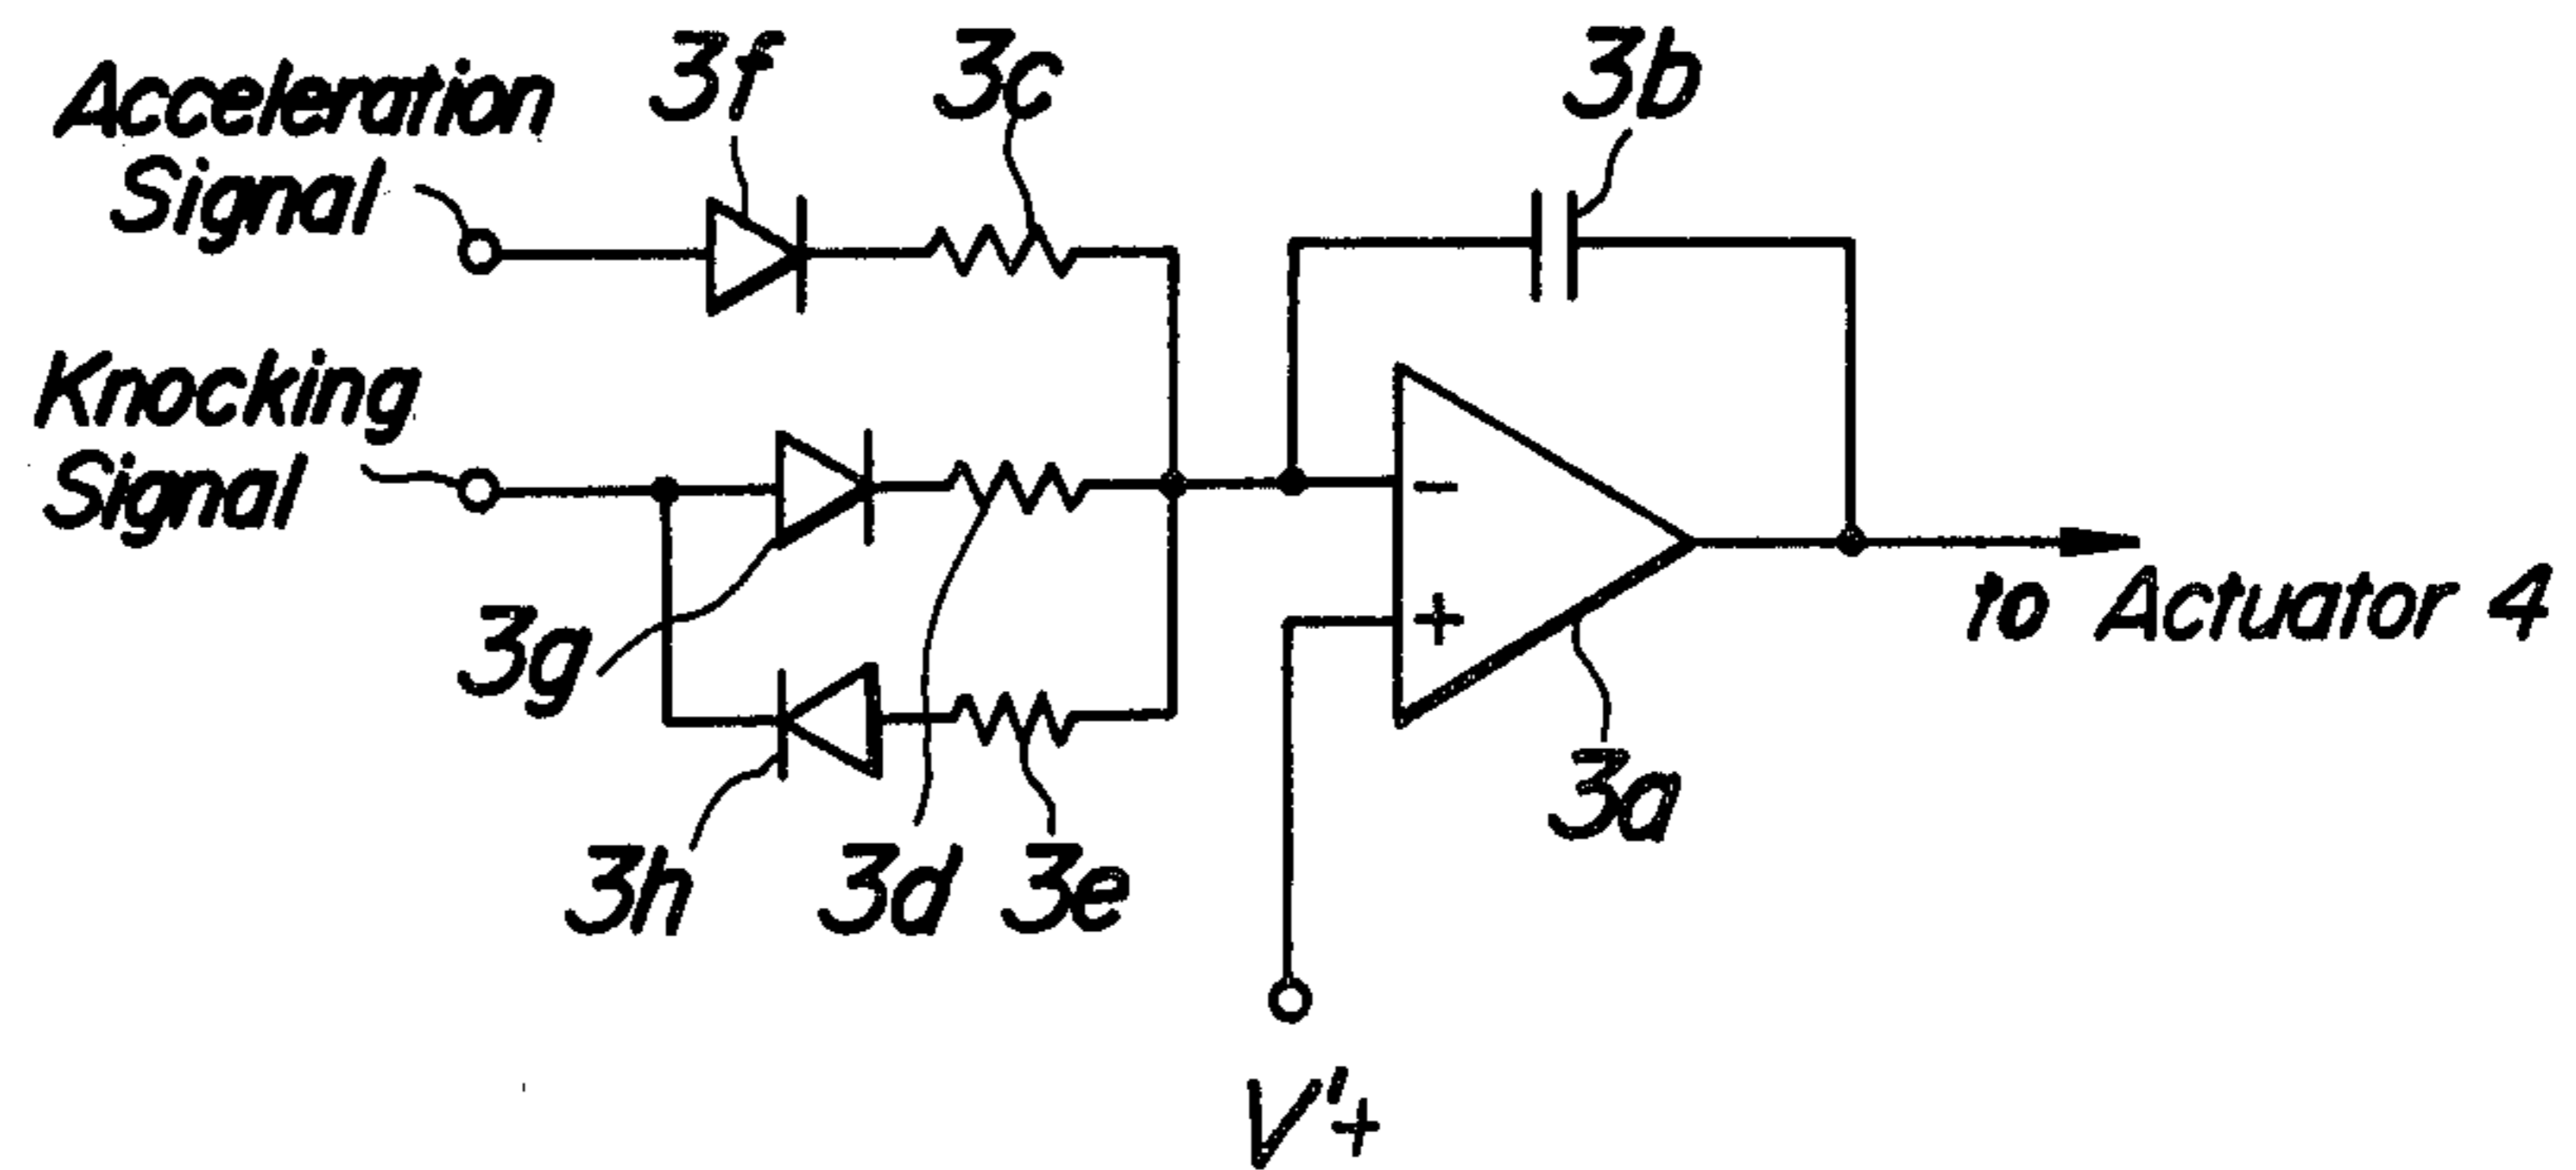 Acceleration
Signal
3f
3c
3b
Knocking
Signal
3g
3h
3d
3e
-
+
3a
to Actuator 4
V'+